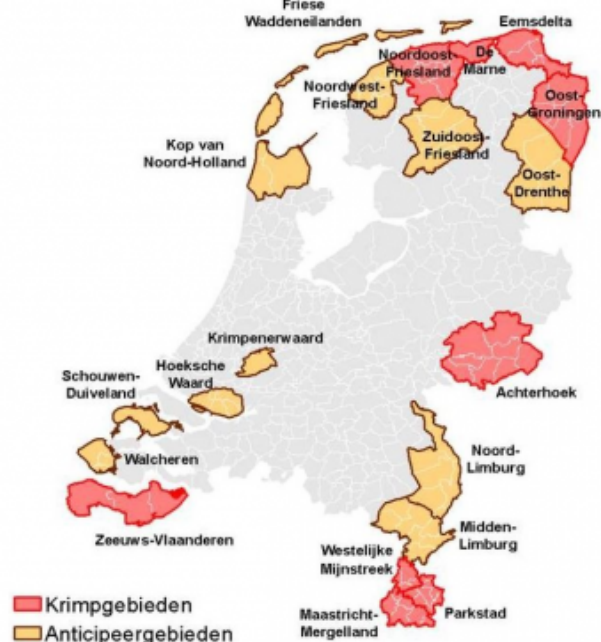 Friese
Waddeneilanden
Eemsdelta
Noordoost-
Friesland
De
Marne
Noordwest-
Friesland
Oost-
Groningen
Kop van
Noord-Holland
Zuidoost-
Friesland
Oost-
Drenthe
Krimpenerwaard
Hoeksche
Waard
Schouwen-
Duiveland
Achterhoek
Walcheren
Noord-
Limburg
Zeeuws-Vlaanderen
Midden-
Limburg
Westelijke
Mijnstreek
Krimpgebieden
Maastricht-
Mergelland
Parkstad
Anticipeergebieden